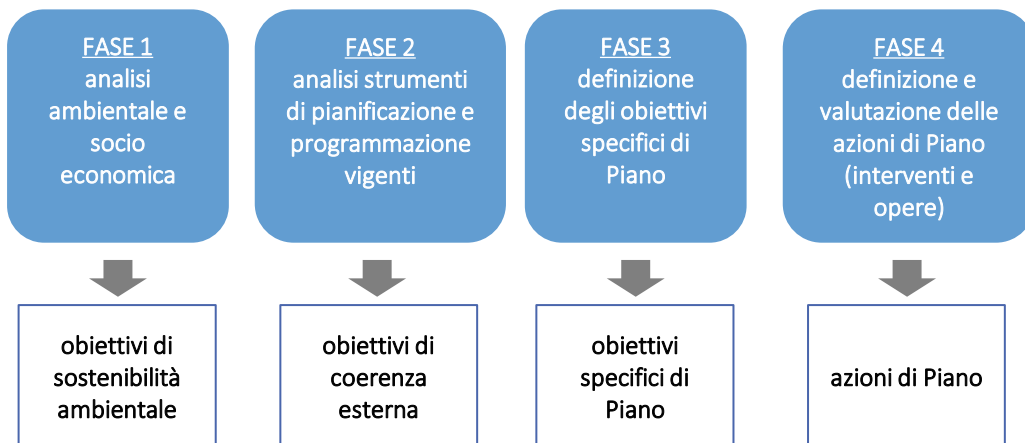 FASE 1
analisi
ambientale e
socio
economica
FASE 2
analisi strumenti
di pianificazione e
programmazione
vigenti
FASE 3
definizione
degli obiettivi
specifici di
Piano
FASE 4
definizione e
valutazione delle
azioni di Piano
(interventi e
opere)
obiettivi di
sostenibilità
ambientale
obiettivi di
coerenza
esterna
obiettivi
specifici di
Piano
azioni di Piano